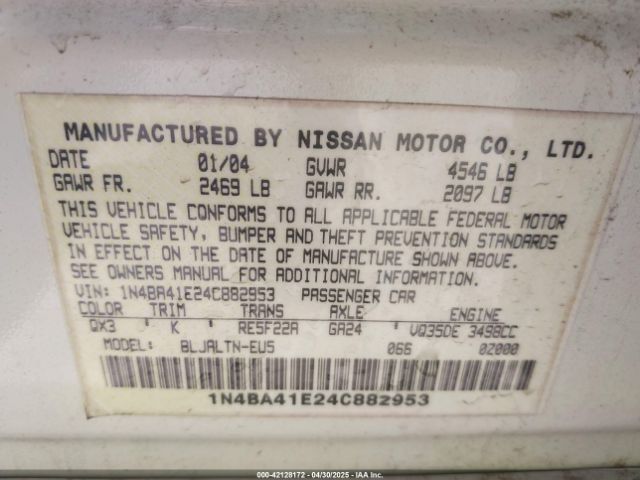 MANUFACTURED BY NISSAN MOTOR CO., LTD.
DATE 01/04 GVWR 4546 LB
GAWR FR. 2469 LB GAWR RR. 2097 LB
THIS VEHICLE CONFORMS TO ALL APPLICABLE FEDERAL MOTOR
VEHICLE SAFETY, BUMPER AND THEFT PREVENTION STANDARDS
IN EFFECT ON THE DATE OF MANUFACTURE SHOWN ABOVE.
SEE OWNERS MANUAL FOR ADDITIONAL INFORMATION.
VIN: 1N4BA41E24C882953 PASSENGER CAR
COLOR TRIM TRANS AXLE ENGINE
QX3 K RE5F22A GA24 VQ35DE 3498CC
MODEL: BLJALTN-EU5 066 0Z000
1N4BA41E24C882953
000-42128172 - 04/30/2025 - IAA Inc.